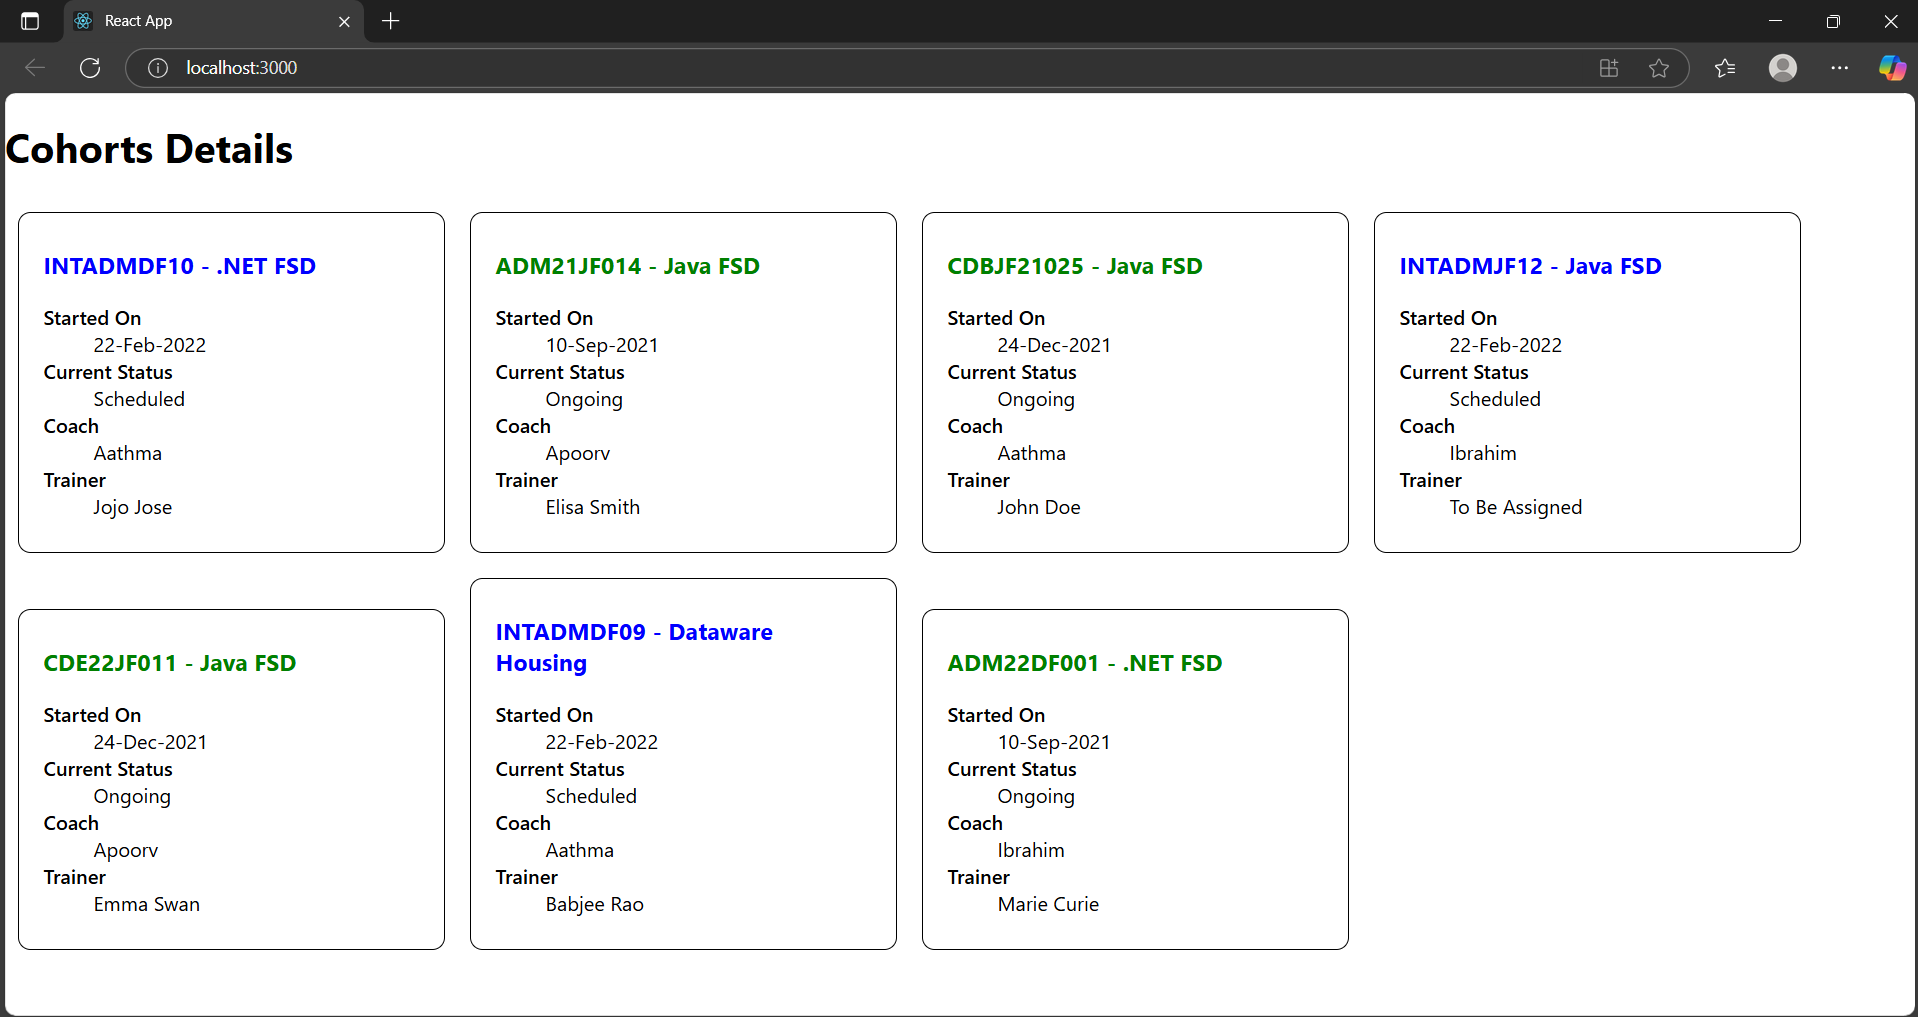 React App
localhost:3000
Cohorts Details
INTADMDF10 - .NET FSD
Started On
22-Feb-2022
Current Status
Scheduled
Coach
Aathma
Trainer
Jojo Jose
ADM21JF014 - Java FSD
Started On
10-Sep-2021
Current Status
Ongoing
Coach
Apoorv
Trainer
Elisa Smith
CDBJF21025 - Java FSD
Started On
24-Dec-2021
Current Status
Ongoing
Coach
Aathma
Trainer
John Doe
INTADMJF12 - Java FSD
Started On
22-Feb-2022
Current Status
Scheduled
Coach
Ibrahim
Trainer
To Be Assigned
CDE22JF011 - Java FSD
Started On
24-Dec-2021
Current Status
Ongoing
Coach
Apoorv
Trainer
Emma Swan
INTADMDF09 - Dataware
Housing
Started On
22-Feb-2022
Current Status
Scheduled
Coach
Aathma
Trainer
Babjee Rao
ADM22DF001 - .NET FSD
Started On
10-Sep-2021
Current Status
Ongoing
Coach
Ibrahim
Trainer
Marie Curie